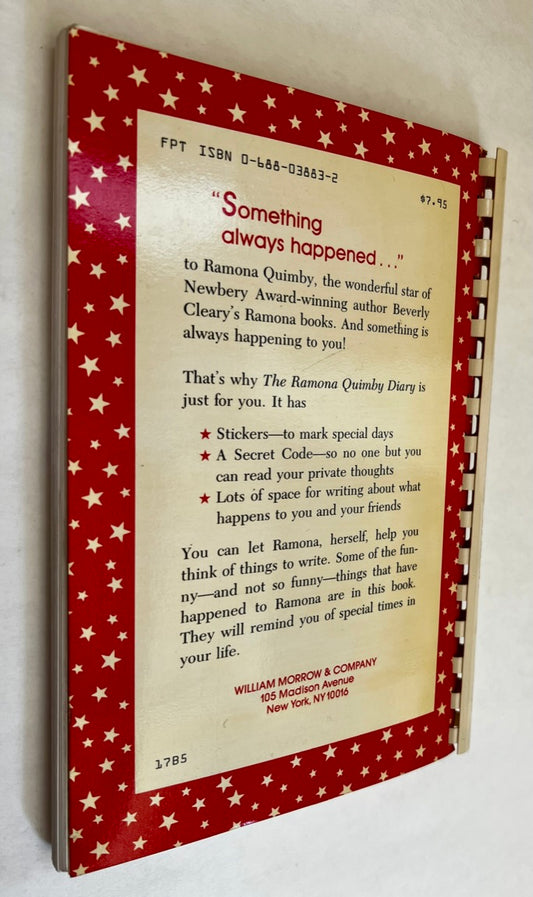 FPT ISBN 0-688-03883-2
$7.95
"Something
always happened . . ."
to Ramona Quimby, the wonderful star of
Newbery Award-winning author Beverly
Cleary's Ramona books. And something is
always happening to you!
That's why The Ramona Quimby Diary is
just for you. It has
★ Stickers—to mark special days
★ A Secret Code—so no one but you
can read your private thoughts
★ Lots of space for writing about what
happens to you and your friends
You can let Ramona, herself, help you
think of things to write. Some of the fun-
ny—and not so funny—things that have
happened to Ramona are in this book.
They will remind you of special times in
your life.
WILLIAM MORROW & COMPANY
105 Madison Avenue
New York, NY 10016
1785